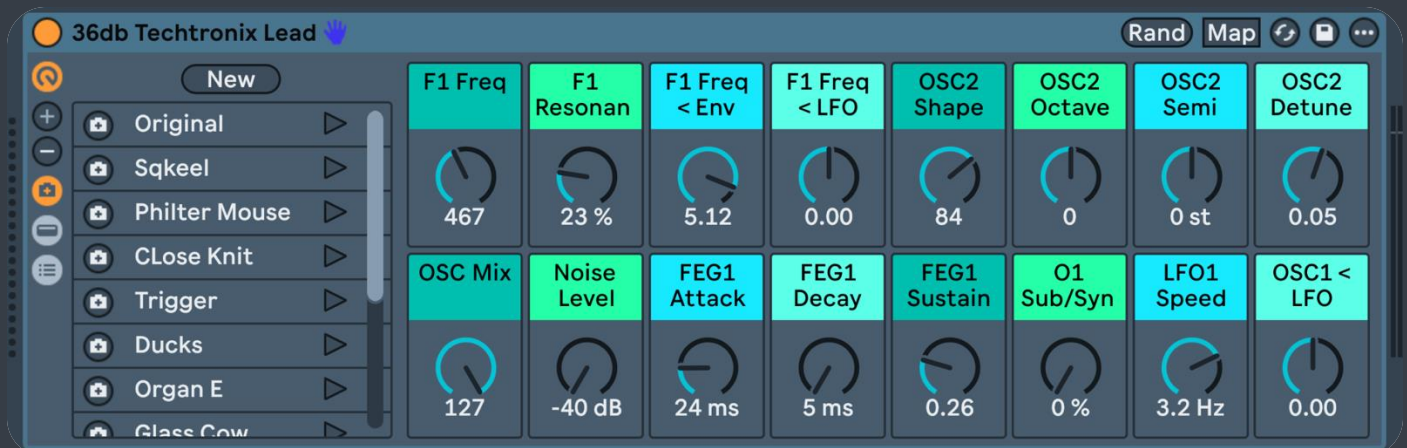 36db Techtronix Lead
Rand
Map
New
Original
Sqkeel
Philter Mouse
CLose Knit
Trigger
Ducks
Organ E
Glass Cow
F1 Freq
F1
Resonan
F1 Freq
< Env
F1 Freq
< LFO
OSC2
Shape
OSC2
Octave
OSC2
Semi
OSC2
Detune
467
23 %
5.12
0.00
84
0
0 st
0.05
OSC Mix
Noise
Level
FEG1
Attack
FEG1
Decay
FEG1
Sustain
O1
Sub/Syn
LFO1
Speed
OSC1 <
LFO
127
-40 dB
24 ms
5 ms
0.26
0 %
3.2 Hz
0.00